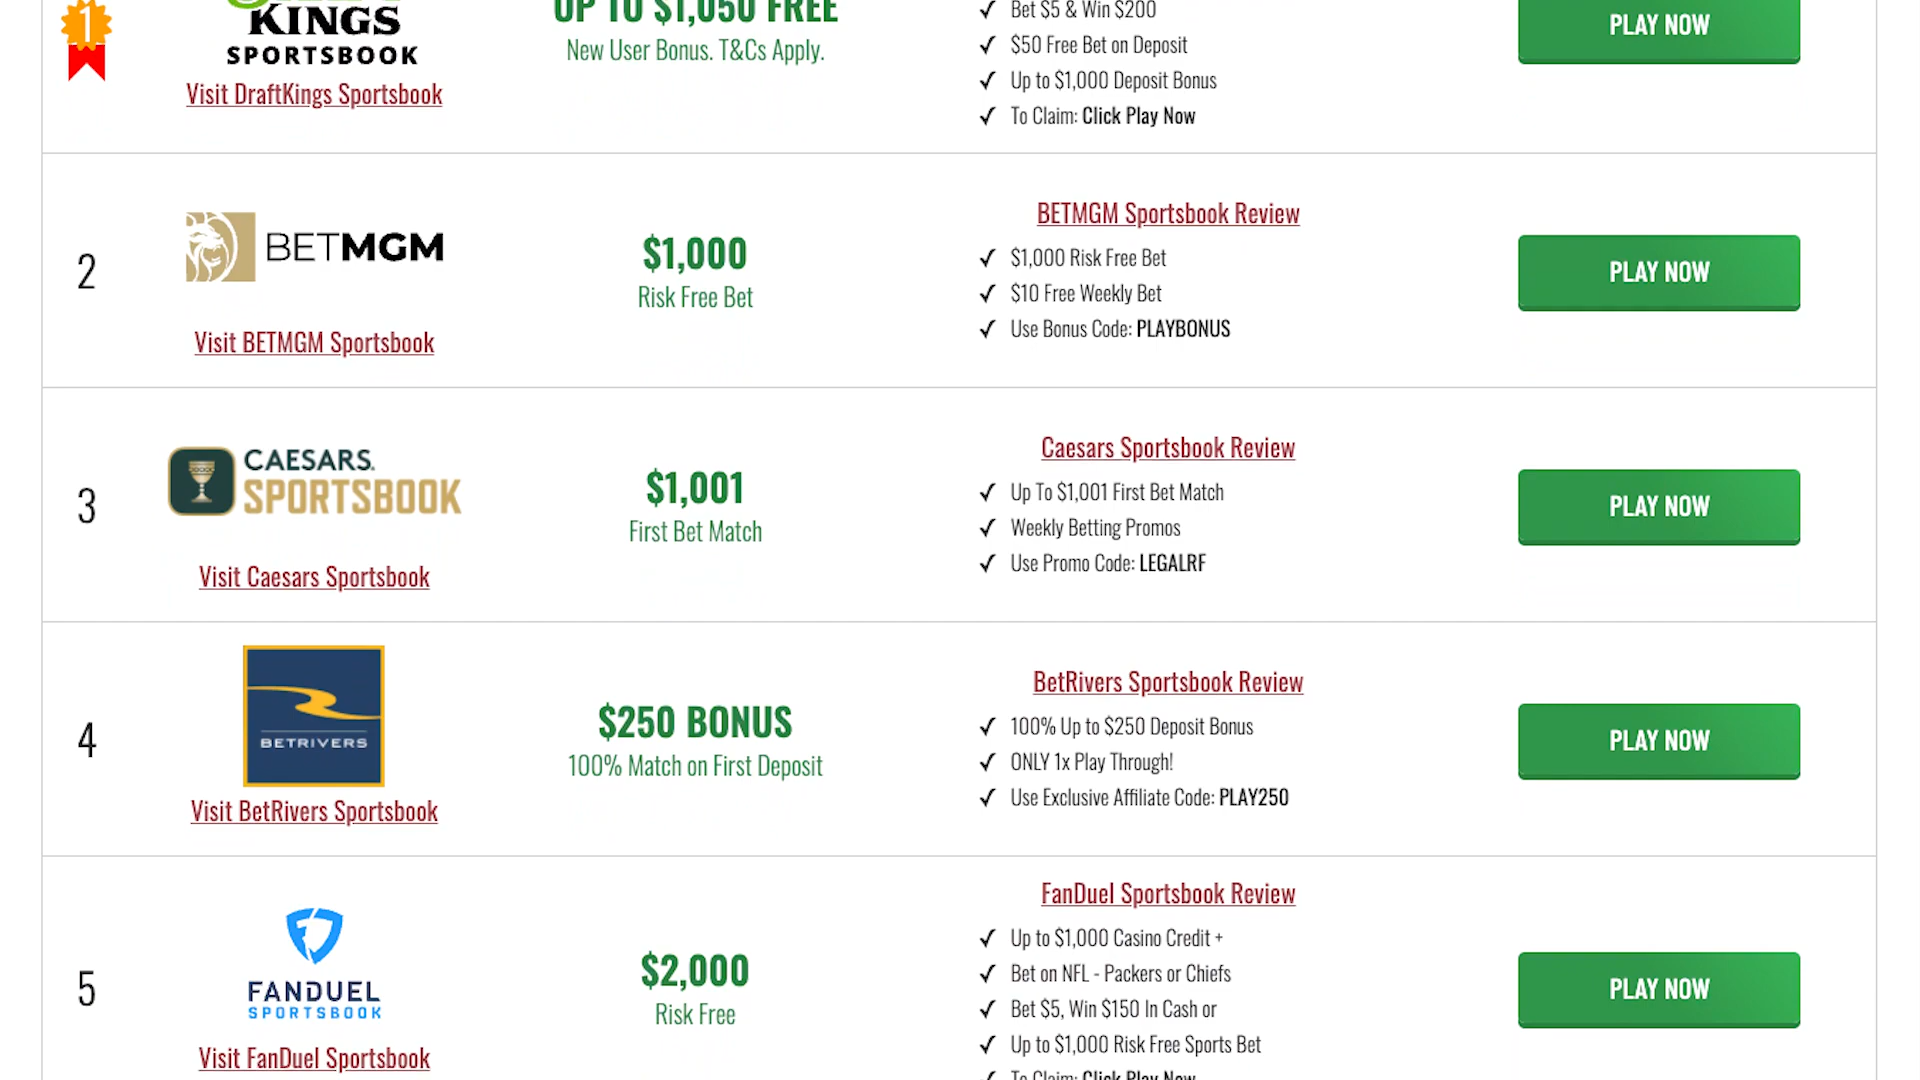 1
KINGS
SPORTSBOOK
Visit DraftKings Sportsbook
UP TO $1,050 FREE
New User Bonus. T&Cs Apply.
✓ Bet $5 & Win $200
✓ $50 Free Bet on Deposit
✓ Up to $1,000 Deposit Bonus
✓ To Claim: Click Play Now
PLAY NOW
2
BETMGM
Visit BETMGM Sportsbook
$1,000
Risk Free Bet
BETMGM Sportsbook Review
✓ $1,000 Risk Free Bet
✓ $10 Free Weekly Bet
✓ Use Bonus Code: PLAYBONUS
PLAY NOW
3
CAESARS.
SPORTSBOOK
Visit Caesars Sportsbook
$1,001
First Bet Match
Caesars Sportsbook Review
✓ Up To $1,001 First Bet Match
✓ Weekly Betting Promos
✓ Use Promo Code: LEGALRF
PLAY NOW
4
BETRIVERS
Visit BetRivers Sportsbook
$250 BONUS
100% Match on First Deposit
BetRivers Sportsbook Review
✓ 100% Up to $250 Deposit Bonus
✓ ONLY 1x Play Through!
✓ Use Exclusive Affiliate Code: PLAY250
PLAY NOW
5
FANDUEL
SPORTSBOOK
Visit FanDuel Sportsbook
$2,000
Risk Free
FanDuel Sportsbook Review
✓ Up to $1,000 Casino Credit +
✓ Bet on NFL - Packers or Chiefs
✓ Bet $5, Win $150 In Cash or
✓ Up to $1,000 Risk Free Sports Bet
✓ To Claim: Click Play Now
PLAY NOW